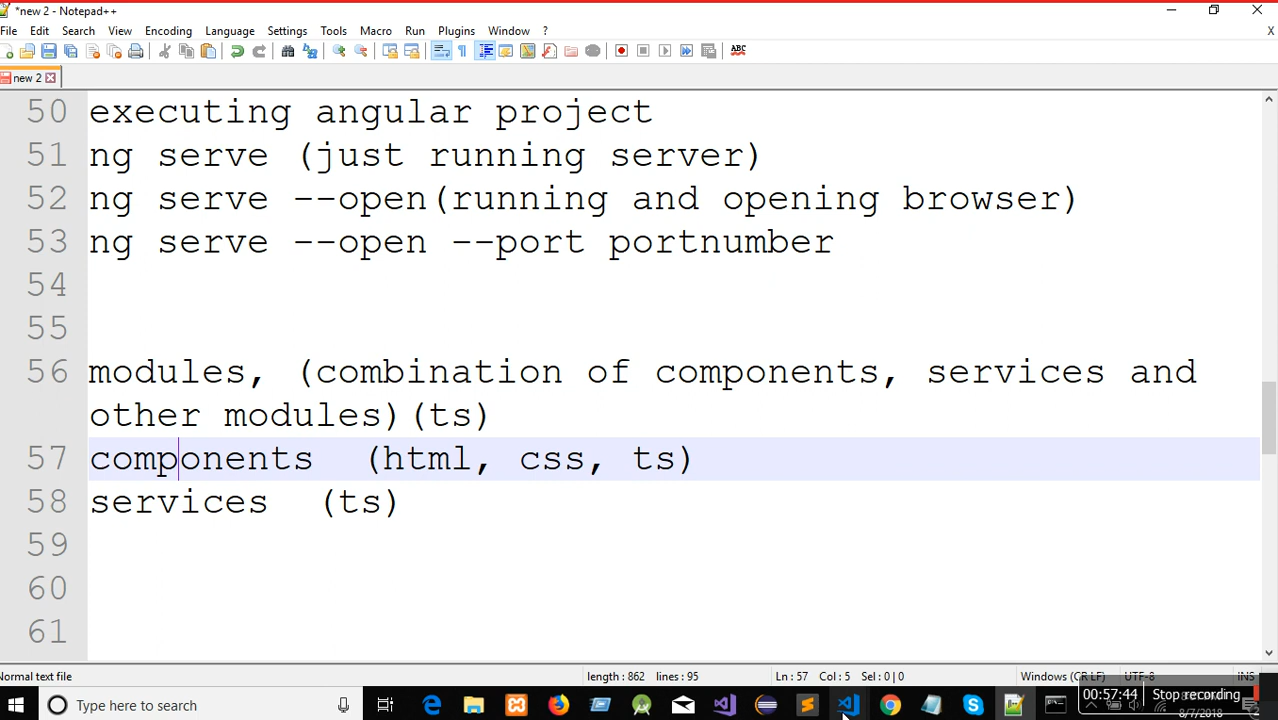 *new 2 - Notepad++
File Edit Search View Encoding Language Settings Tools Macro Run Plugins Window ? X
ABC
new 2
50 executing angular project
51 ng serve (just running server)
52 ng serve --open(running and opening browser)
53 ng serve --open --port portnumber
54
55
56 modules, (combination of components, services and
other modules)(ts)
57 components (html, css, ts)
58 services (ts)
59
60
61
Normal text file length : 862 lines : 95 Ln : 57 Col : 5 Sel : 0 | 0 Windows (CR LF) UTF-8 INS
Type here to search 00:57:44 Stop recording
8/7/2018